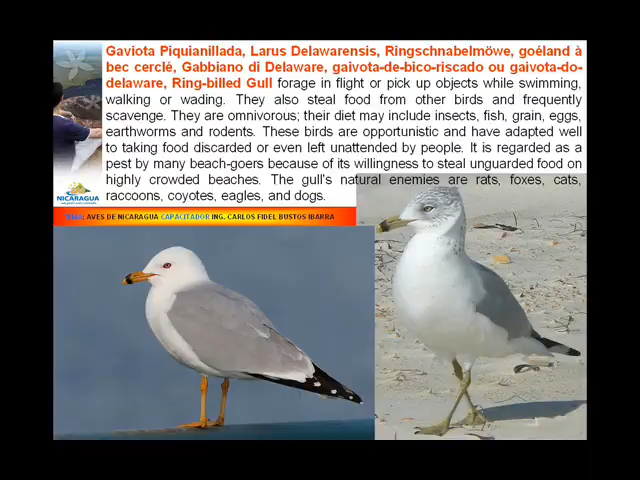 Gaviota Piquianillada, Larus Delawarensis, Ringschnabelmöwe, goéland à
bec cerclé, Gabbiano di Delaware, gaivota-de-bico-riscado ou gaivota-do-
delaware, Ring-billed Gull forage in flight or pick up objects while swimming,
walking or wading. They also steal food from other birds and frequently
scavenge. They are omnivorous; their diet may include insects, fish, grain, eggs,
earthworms and rodents. These birds are opportunistic and have adapted well
to taking food discarded or even left unattended by people. It is regarded as a
pest by many beach-goers because of its willingness to steal unguarded food on
highly crowded beaches. The gull's natural enemies are rats, foxes, cats,
raccoons, coyotes, eagles, and dogs.
NICARAGUA
AVES DE NICARAGUA CAPACITADOR ING. CARLOS FIDEL BUSTOS IBARRA